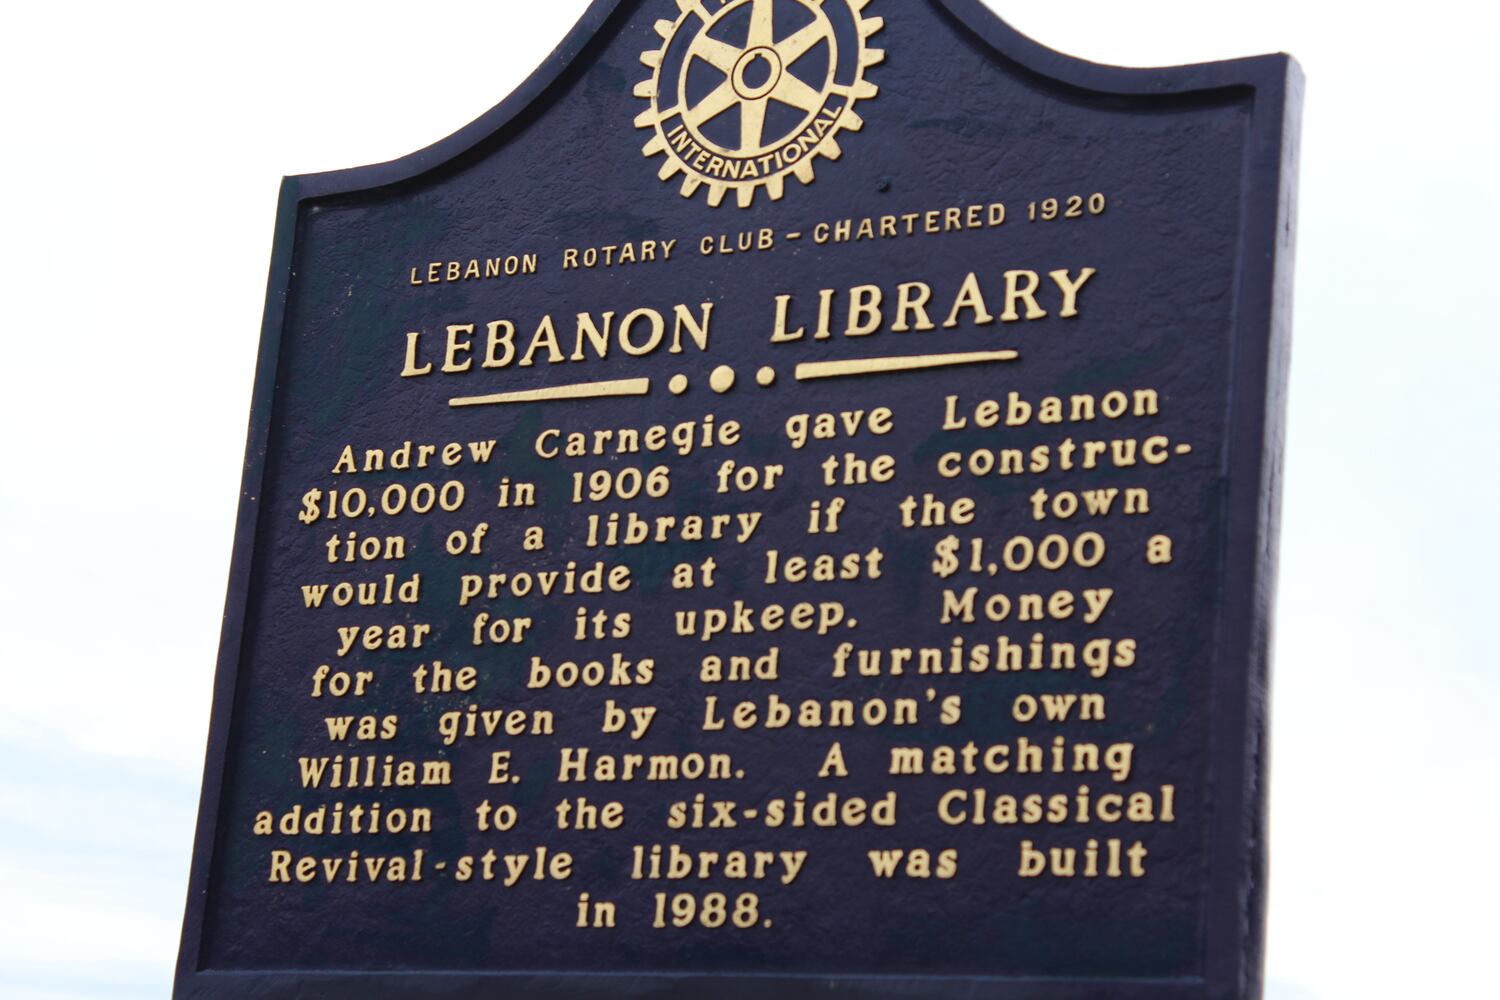 INTERNATIONAL
LEBANON ROTARY CLUB - CHARTERED 1920
LEBANON LIBRARY
Andrew Carnegie gave Lebanon
$10,000 in 1906 for the construc-
tion of a library if the town
would provide at least $1,000 a
year for its upkeep. Money
for the books and furnishings
was given by Lebanon's own
William E. Harmon. A matching
addition to the six-sided Classical
Revival-style library was built
in 1988.